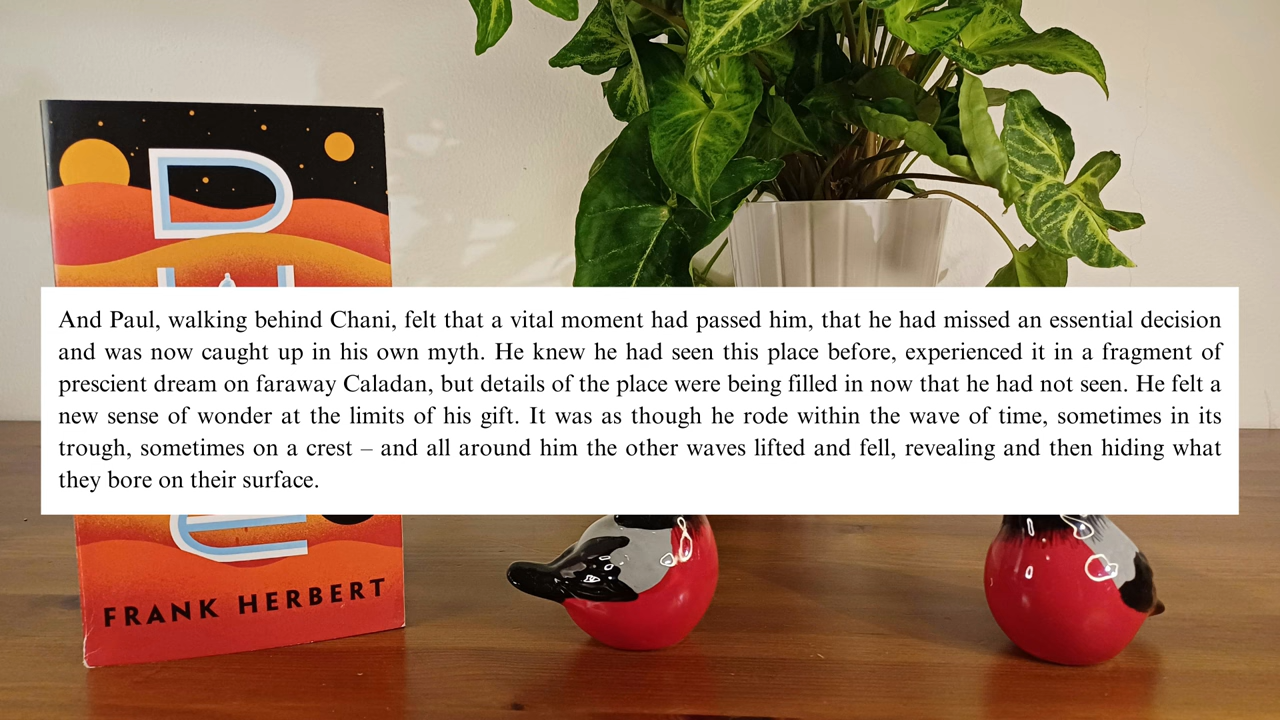 D
And Paul, walking behind Chani, felt that a vital moment had passed him, that he had missed an essential decision
and was now caught up in his own myth. He knew he had seen this place before, experienced it in a fragment of
prescient dream on faraway Caladan, but details of the place were being filled in now that he had not seen. He felt a
new sense of wonder at the limits of his gift. It was as though he rode within the wave of time, sometimes in its
trough, sometimes on a crest – and all around him the other waves lifted and fell, revealing and then hiding what
they bore on their surface.
FRANK HERBERT